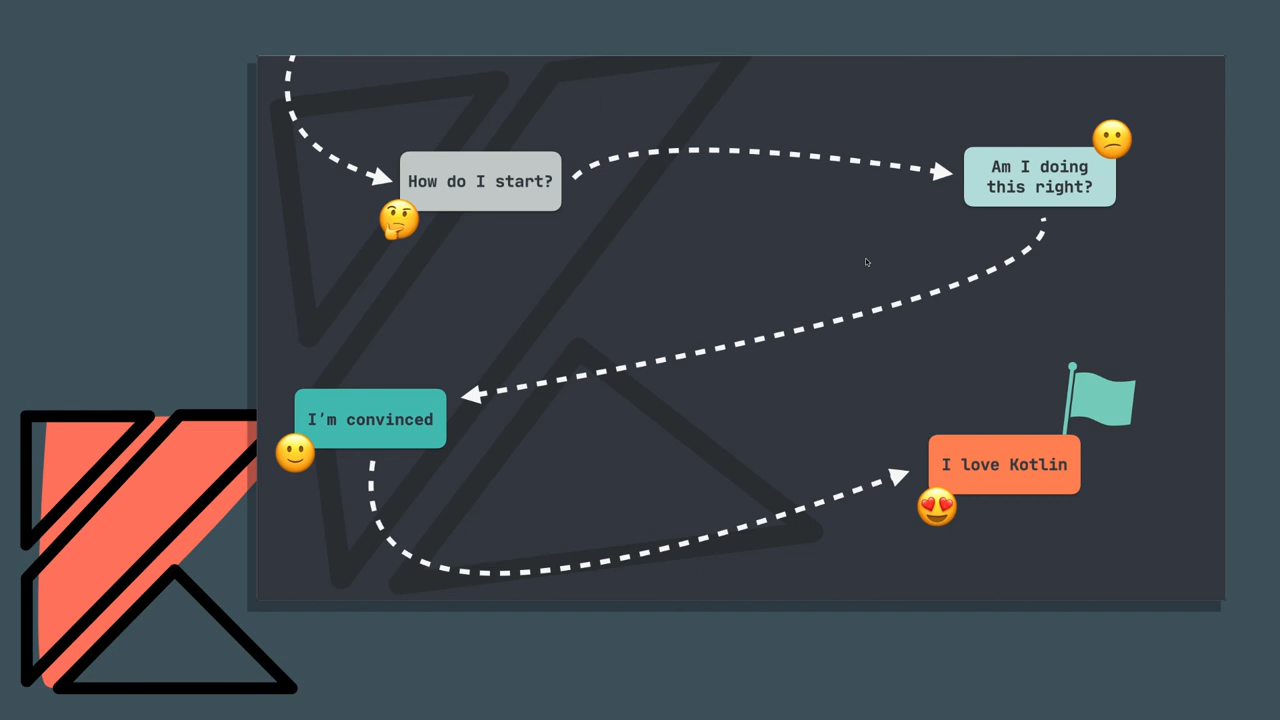 How do I start?
Am I doing
this right?
I’m convinced
I love Kotlin